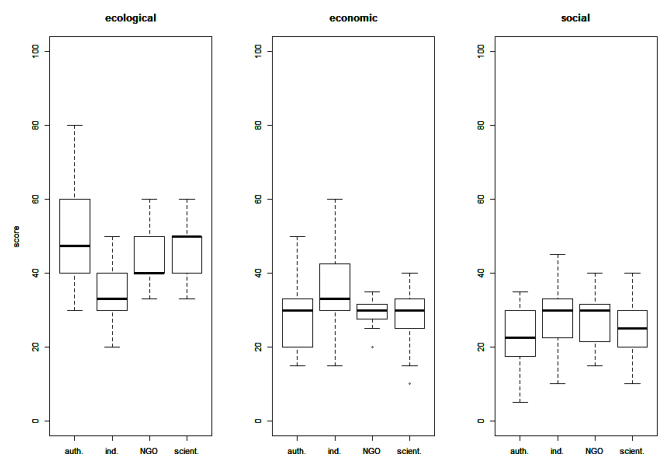 ecological economic social
100 100 100
80 80 80
60 60 60
score
40 40 40
20 20 20
0 0 0
auth. ind. NGO scient. auth. ind. NGO scient. auth. ind. NGO scient.